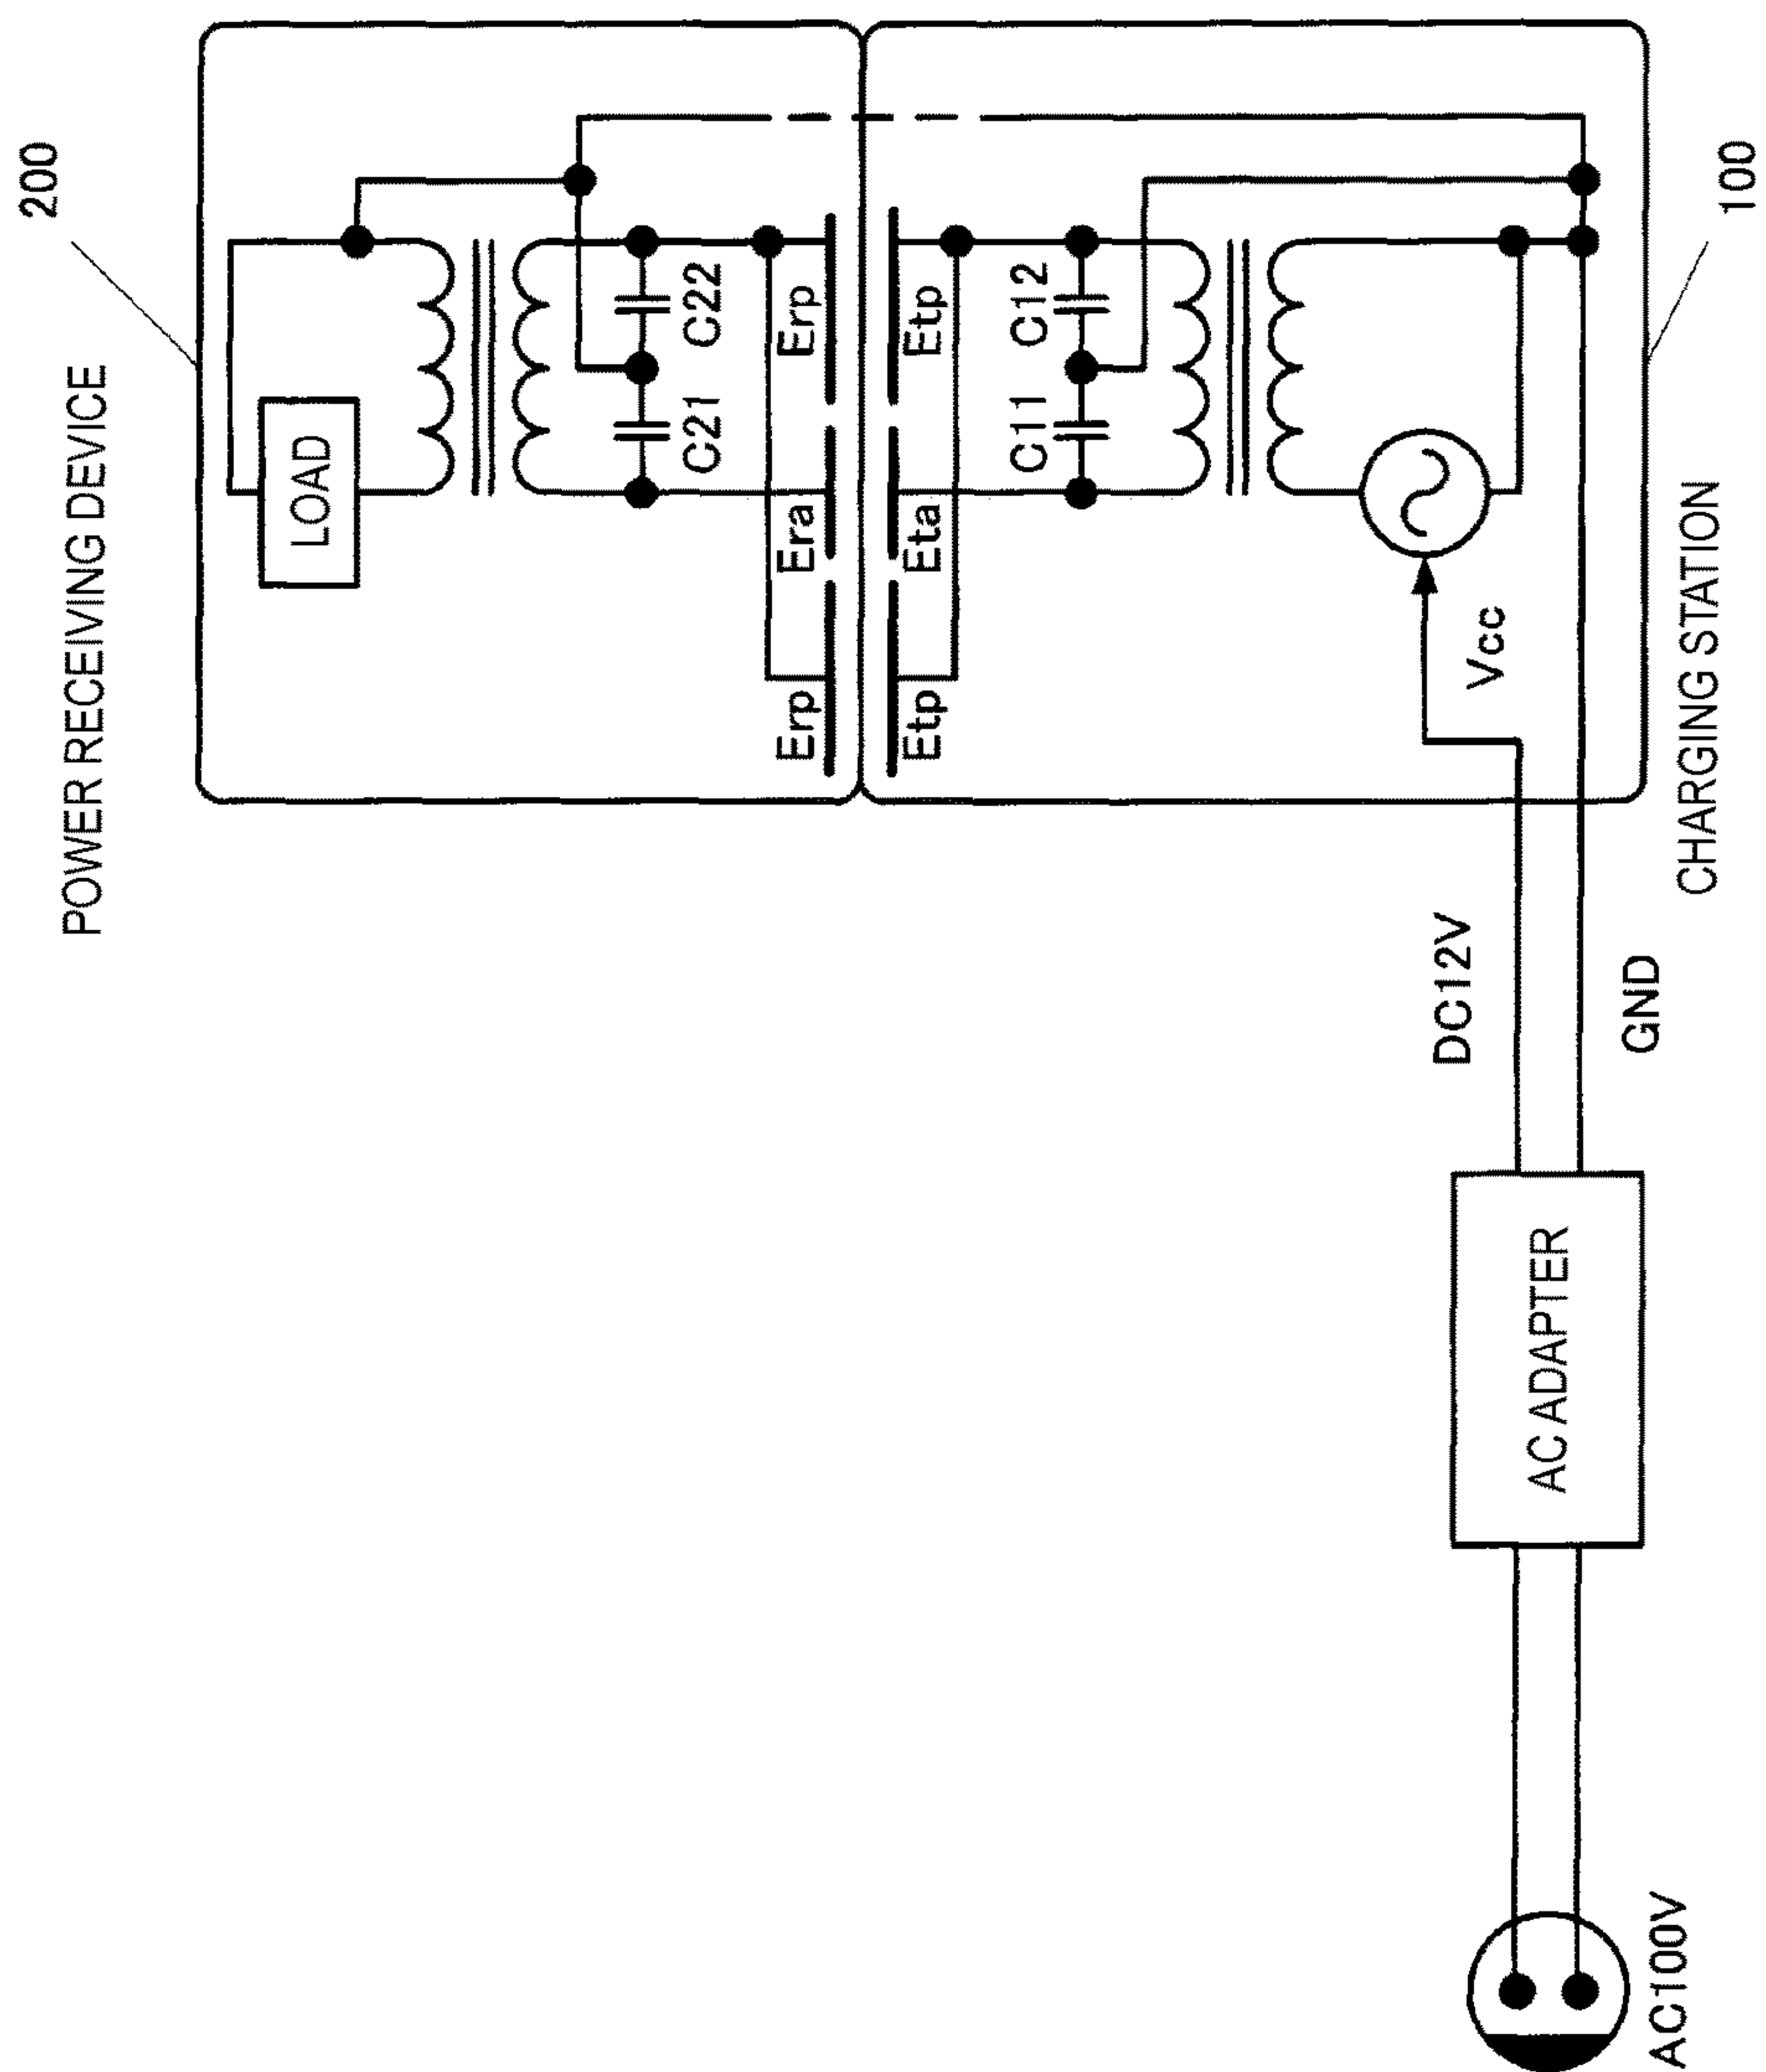 200
POWER RECEIVING DEVICE
LOAD
C21
C22
Erp
Era
Erp
Etp
Eta
Etp
C11
C12
Vcc
100
CHARGING STATION
DC12V
GND
AC ADAPTER
AC100V